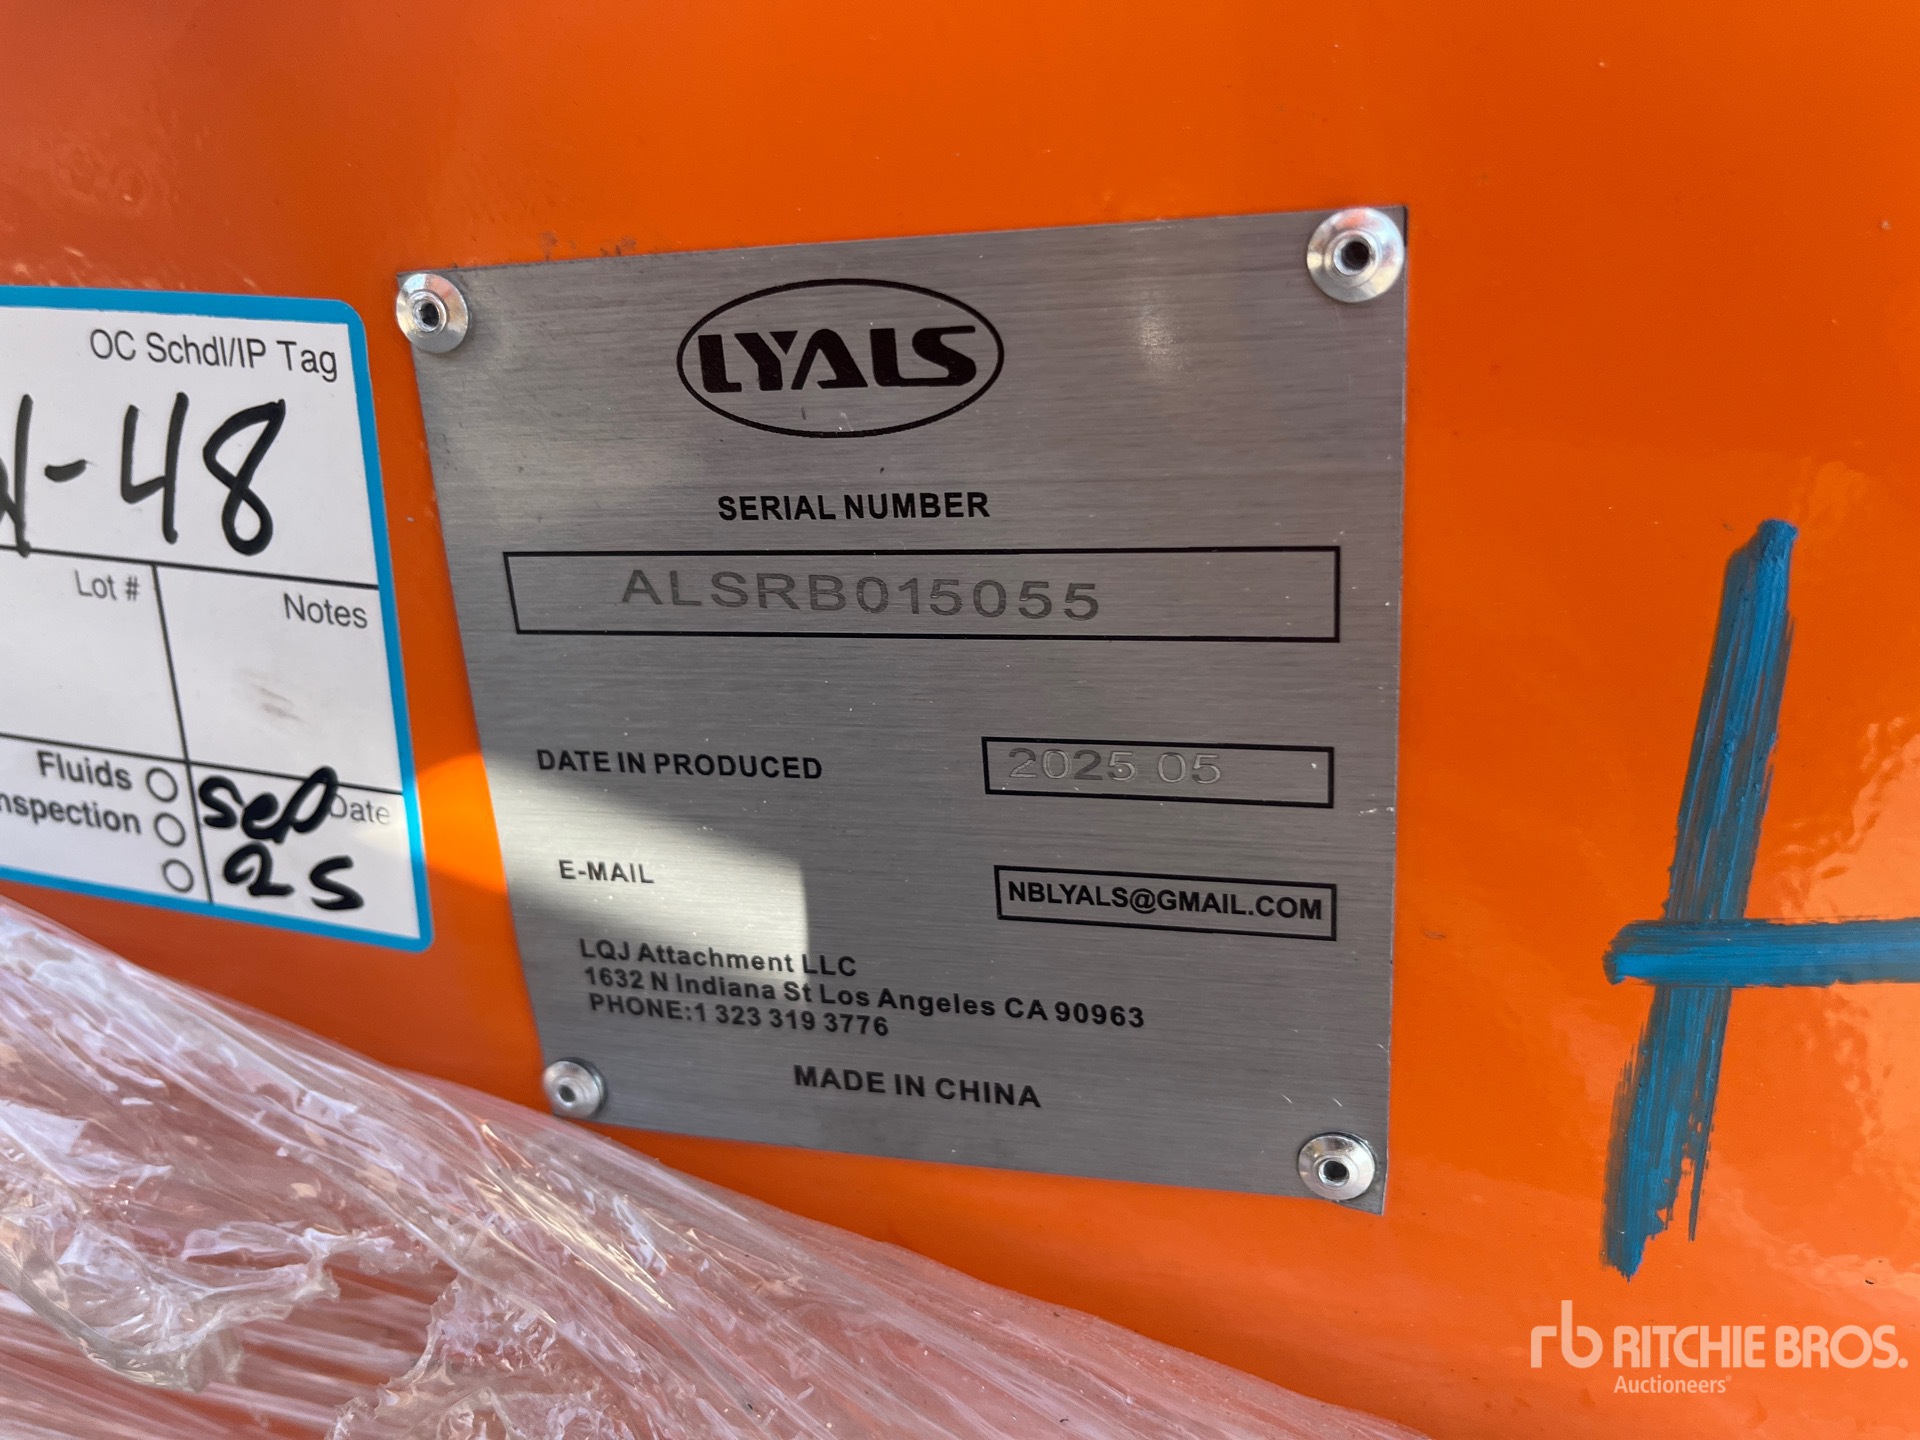 OC Schdl/IP Tag
-48
Lot #
Notes
Fluids
nspection
Date
Sep
25
LYALS
SERIAL NUMBER
ALSRB015055
DATE IN PRODUCED
2025 05
E-MAIL
NBLYALS@GMAIL.COM
LQJ Attachment LLC
1632 N Indiana St Los Angeles CA 90963
PHONE:1 323 319 3776
MADE IN CHINA
rb RITCHIE BROS.
Auctioneers